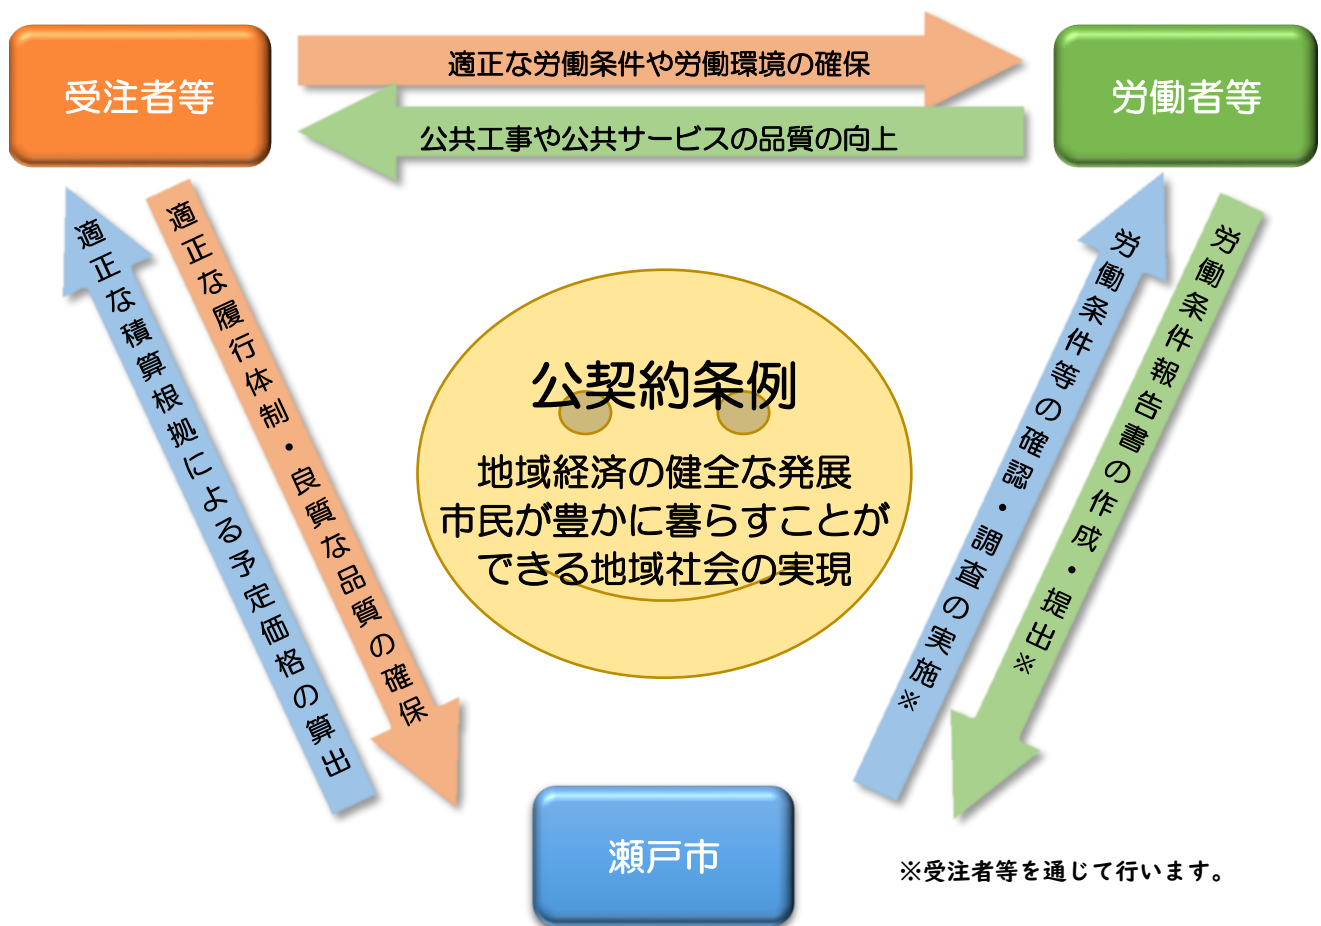 受注者等
適正な労働条件や労働環境の確保
公共工事や公共サービスの品質の向上
労働者等
適正な積算根拠による予定価格の算出
適正な履行体制・良質な品質の確保
公契約条例
地域経済の健全な発展
市民が豊かに暮らすことが
できる地域社会の実現
労働条件等の確認・調査の実施※
労働条件報告書の作成・提出※
瀬戸市
※受注者等を通じて行います。